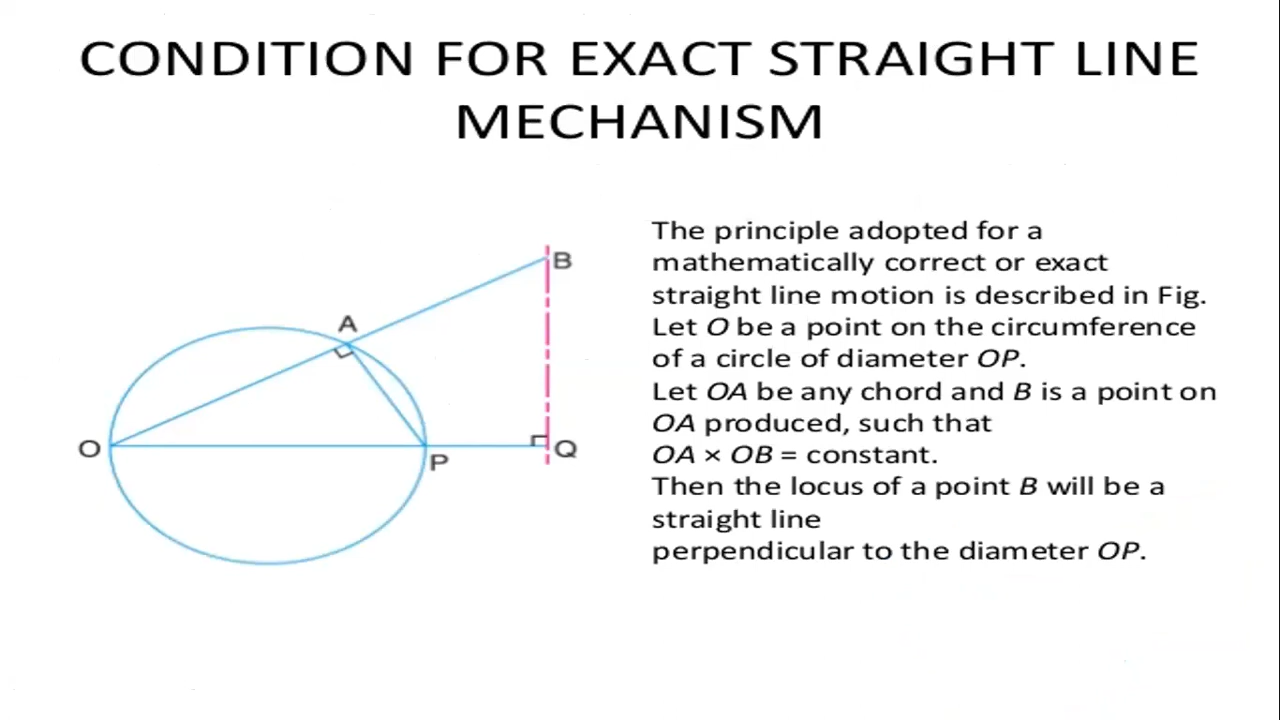 CONDITION FOR EXACT STRAIGHT LINE
MECHANISM
The principle adopted for a
mathematically correct or exact
straight line motion is described in Fig.
Let O be a point on the circumference
of a circle of diameter OP.
Let OA be any chord and B is a point on
OA produced, such that
OA × OB = constant.
Then the locus of a point B will be a
straight line
perpendicular to the diameter OP.
B
A
O
P
Q